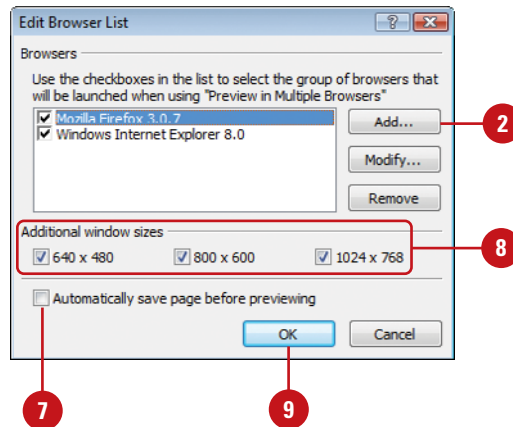 Edit Browser List
Browsers
Use the checkboxes in the list to select the group of browsers that
will be launched when using "Preview in Multiple Browsers"
Mozilla Firefox 3.0.7
Windows Internet Explorer 8.0
Add...
2
Modify...
Remove
Additional window sizes
640 x 480 800 x 600 1024 x 768
8
Automatically save page before previewing
OK Cancel
7 9